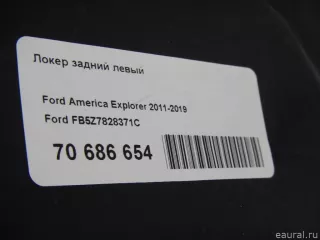 Локер задний левый
Ford America Explorer 2011-2019
Ford FB5Z7828371C
70 686 654
eaural.ru